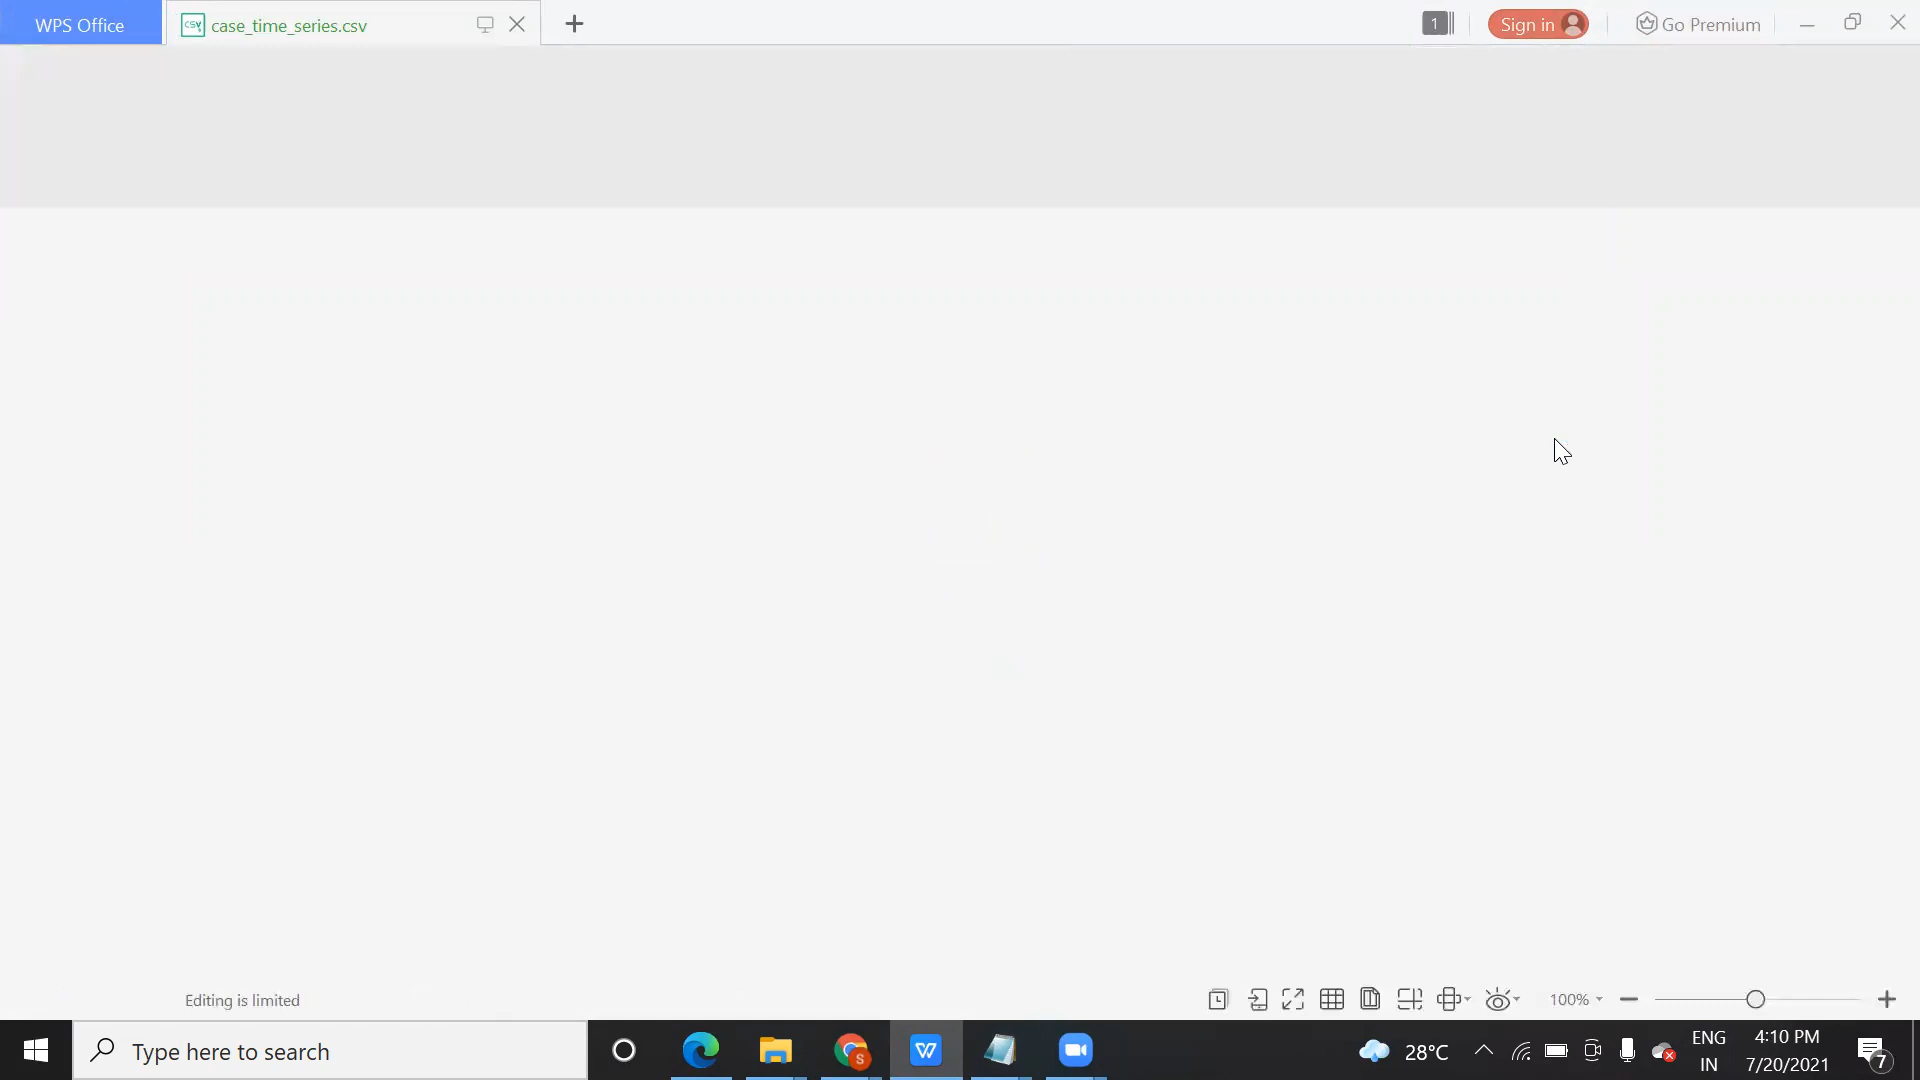 WPS Office
CSV case_time_series.csv
1
Sign in
Go Premium
Editing is limited
100%
Type here to search
S
W
28°C
ENG
IN
4:10 PM
7/20/2021
7